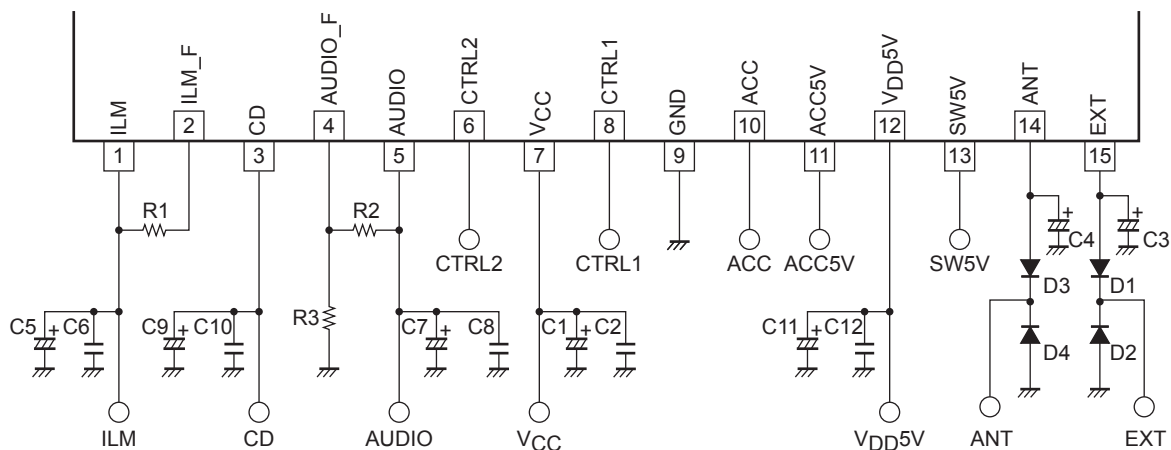 ILM
ILM_F
CD
AUDIO_F
AUDIO
CTRL2
VCC
CTRL1
GND
ACC
ACC5V
VDD5V
SW5V
ANT
EXT
1
2
3
4
5
6
7
8
9
10
11
12
13
14
15
R1
R2
+
C4
+
C3
CTRL2
CTRL1
ACC
ACC5V
SW5V
D3
D1
R3
C5
+
C6
C9
+
C10
C7
+
C8
C1
+
C2
C11
+
C12
D4
D2
ILM
CD
AUDIO
VCC
VDD5V
ANT
EXT